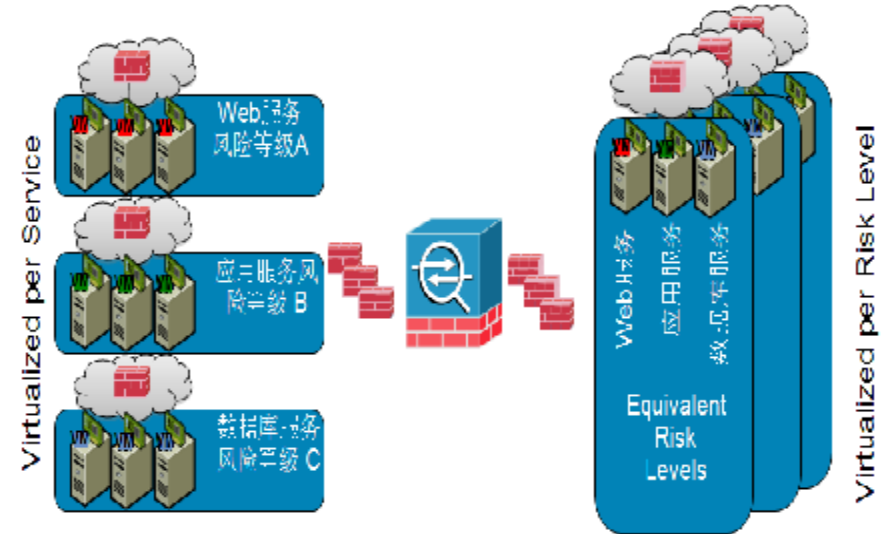 Virtualized per Service
Web服务
风险等级A
应用服务风
险等级 B
数据库服务
风险等级 C
Web服务
应用服务
数据库服务
Equivalent
Risk
Levels
Virtualized per Risk Level